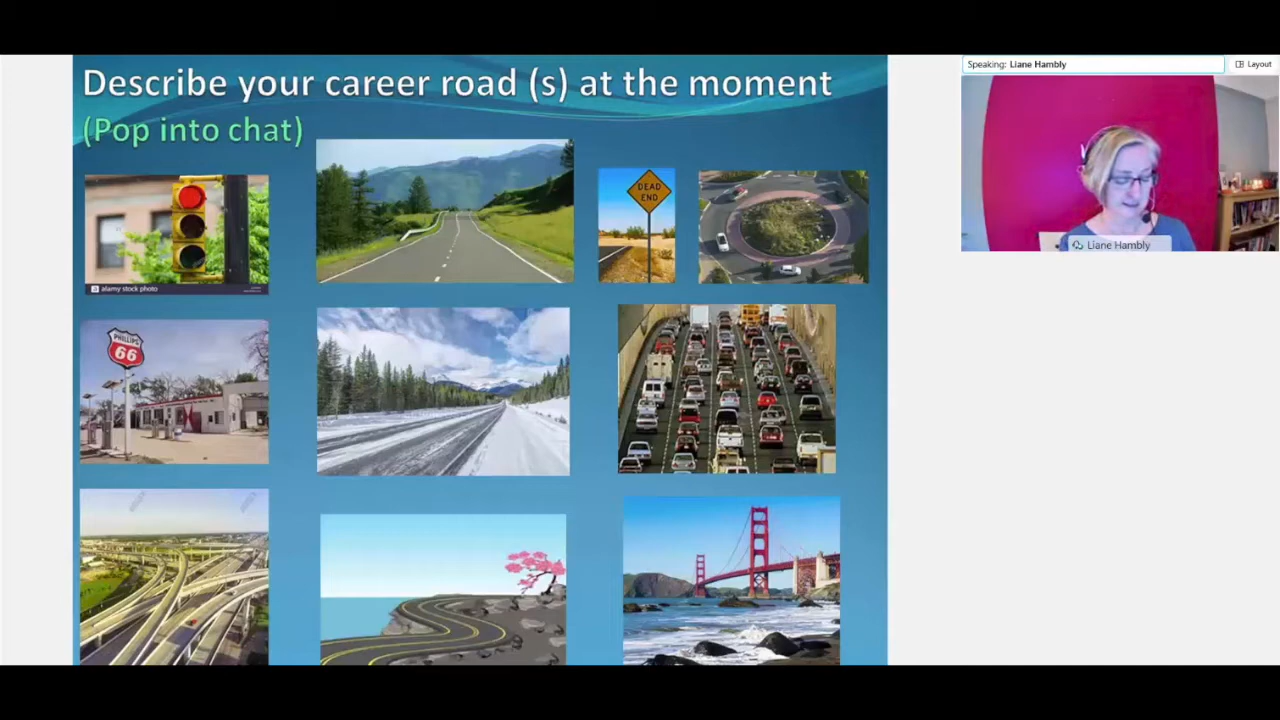 Describe your career road (s) at the moment
(Pop into chat)
Speaking: Liane Hambly
Layout
Liane Hambly
DEAD
END
a alamy stock photo
PHILLIPS
66